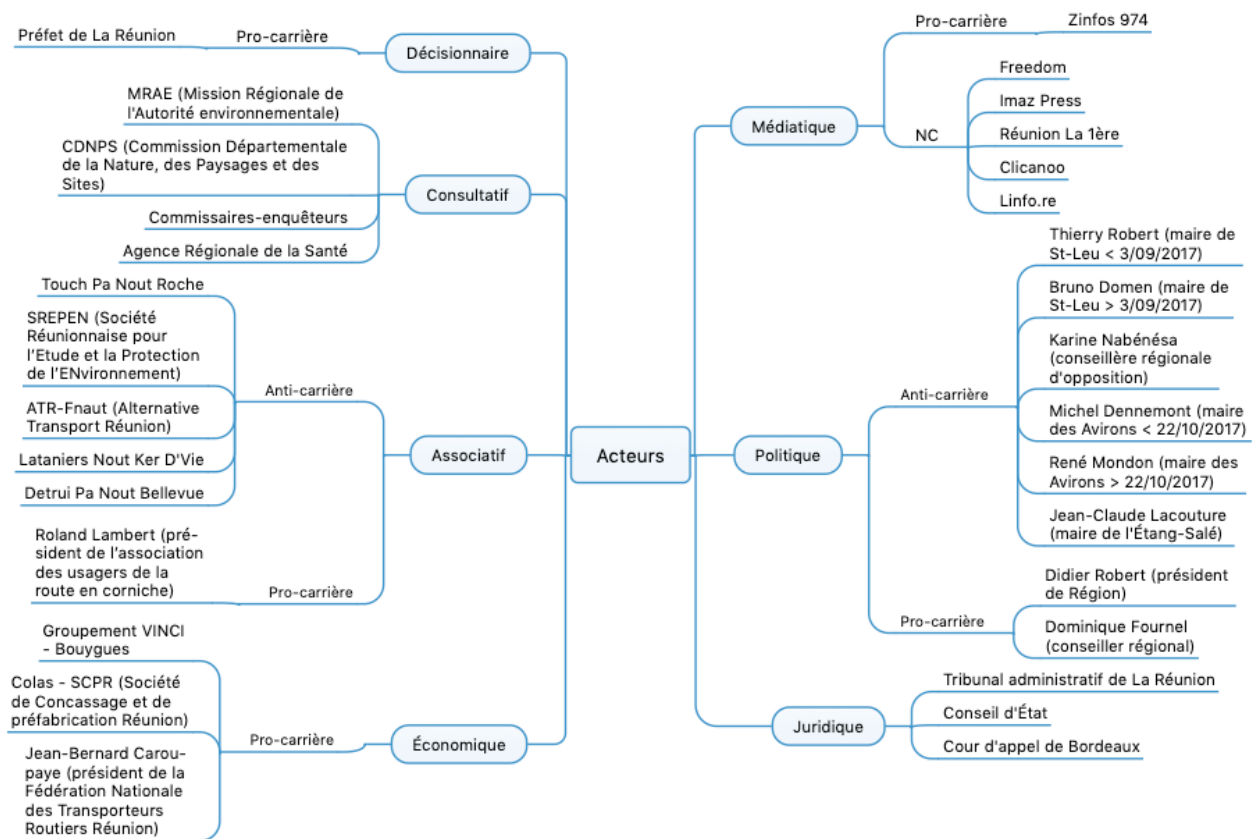 Préfet de La Réunion
Pro-carrière
Décisionnaire
MRAE (Mission Régionale de
l'Autorité environnementale)
CDNPS (Commission Départementale
de la Nature, des Paysages et des
Sites)
Commissaires-enquêteurs
Agence Régionale de la Santé
Consultatif
Touch Pa Nout Roche
SREPEN (Société
Réunionnaise pour
l'Etude et la Protection
de l'ENvironnement)
ATR-Fnaut (Alternative
Transport Réunion)
Lataniers Nout Ker D'Vie
Detrui Pa Nout Bellevue
Anti-carrière
Roland Lambert (pré-
sident de l'association
des usagers de la
route en corniche)
Pro-carrière
Associatif
Groupement VINCI
- Bouygues
Colas - SCPR (Société
de Concassage et de
préfabrication Réunion)
Jean-Bernard Carou-
paye (président de la
Fédération Nationale
des Transporteurs
Routiers Réunion)
Pro-carrière
Économique
Acteurs
Médiatique
Pro-carrière
Zinfos 974
NC
Freedom
Imaz Press
Réunion La 1ère
Clicanoo
Linfo.re
Politique
Anti-carrière
Thierry Robert (maire de
St-Leu < 3/09/2017)
Bruno Domen (maire de
St-Leu > 3/09/2017)
Karine Nabénésa
(conseillère régionale
d'opposition)
Michel Dennemont (maire
des Avirons < 22/10/2017)
René Mondon (maire des
Avirons > 22/10/2017)
Jean-Claude Lacouture
(maire de l'Étang-Salé)
Pro-carrière
Didier Robert (président
de Région)
Dominique Fournel
(conseiller régional)
Juridique
Tribunal administratif de La Réunion
Conseil d'État
Cour d'appel de Bordeaux